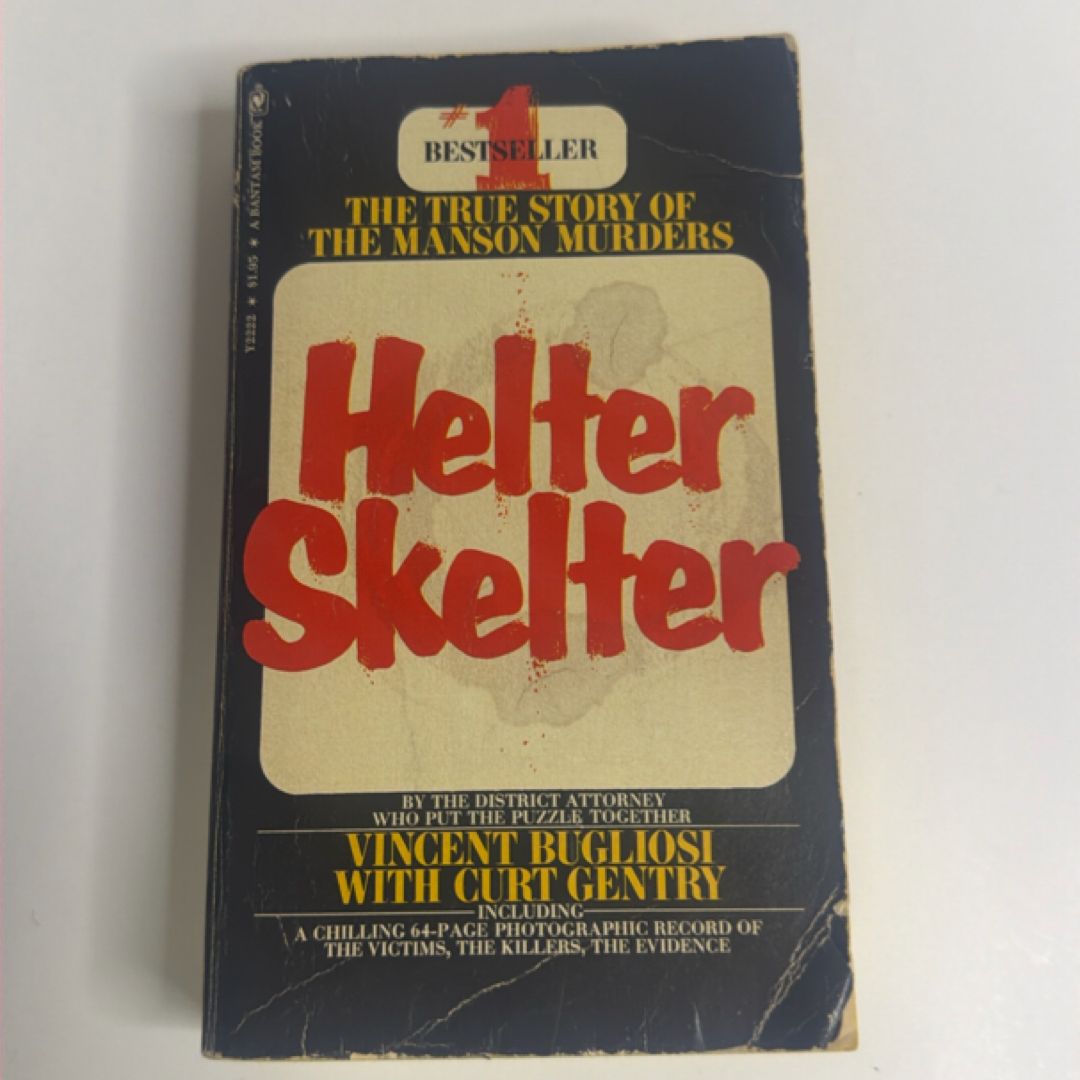 #1
BESTSELLER
THE TRUE STORY OF
THE MANSON MURDERS
Helter
Skelter
BY THE DISTRICT ATTORNEY
WHO PUT THE PUZZLE TOGETHER
VINCENT BUGLIOSI
WITH CURT GENTRY
INCLUDING
A CHILLING 64-PAGE PHOTOGRAPHIC RECORD OF
THE VICTIMS, THE KILLERS, THE EVIDENCE
Y2222 * $1.95 * A BANTAM BOOK